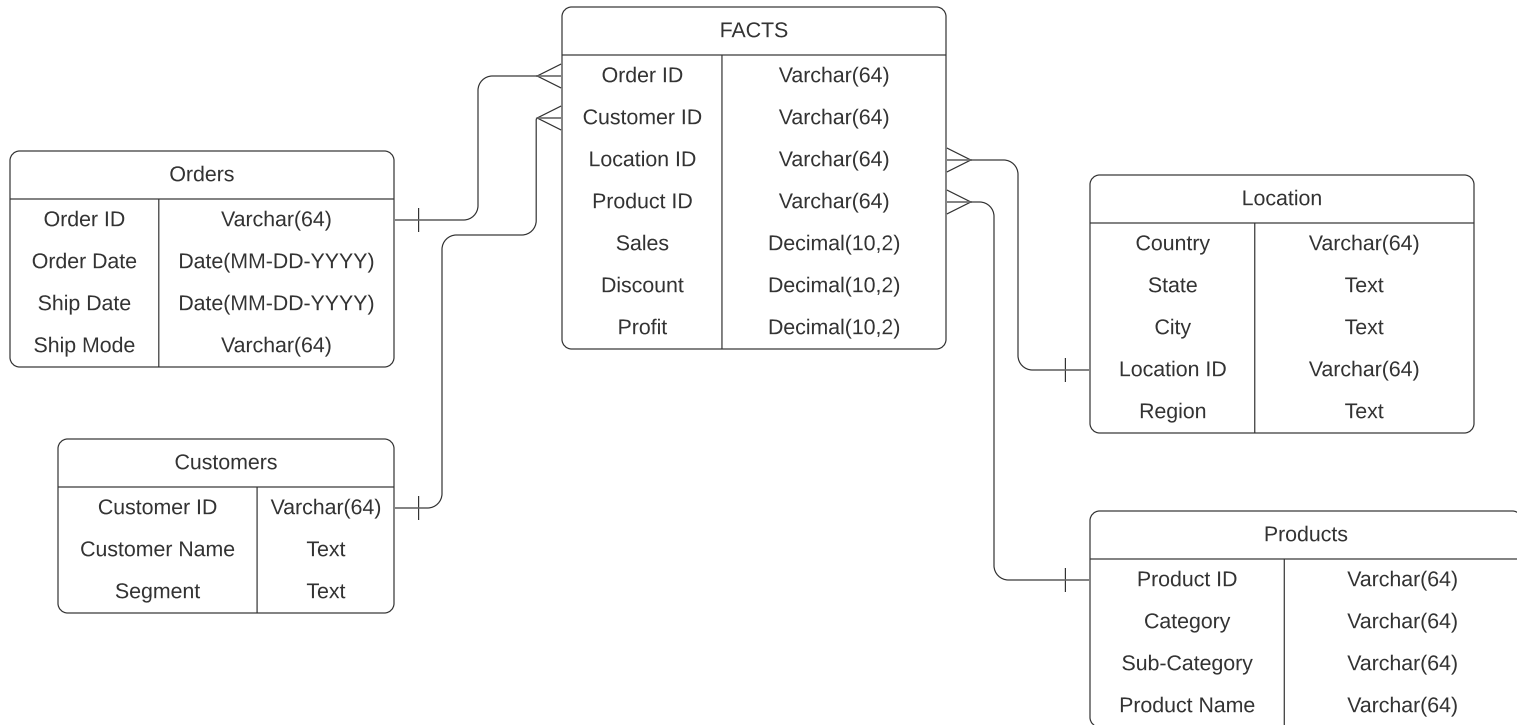 FACTS
Order ID Varchar(64)
Customer ID Varchar(64)
Location ID Varchar(64)
Product ID Varchar(64)
Sales Decimal(10,2)
Discount Decimal(10,2)
Profit Decimal(10,2)
Orders
Order ID Varchar(64)
Order Date Date(MM-DD-YYYY)
Ship Date Date(MM-DD-YYYY)
Ship Mode Varchar(64)
Customers
Customer ID Varchar(64)
Customer Name Text
Segment Text
Location
Country Varchar(64)
State Text
City Text
Location ID Varchar(64)
Region Text
Products
Product ID Varchar(64)
Category Varchar(64)
Sub-Category Varchar(64)
Product Name Varchar(64)